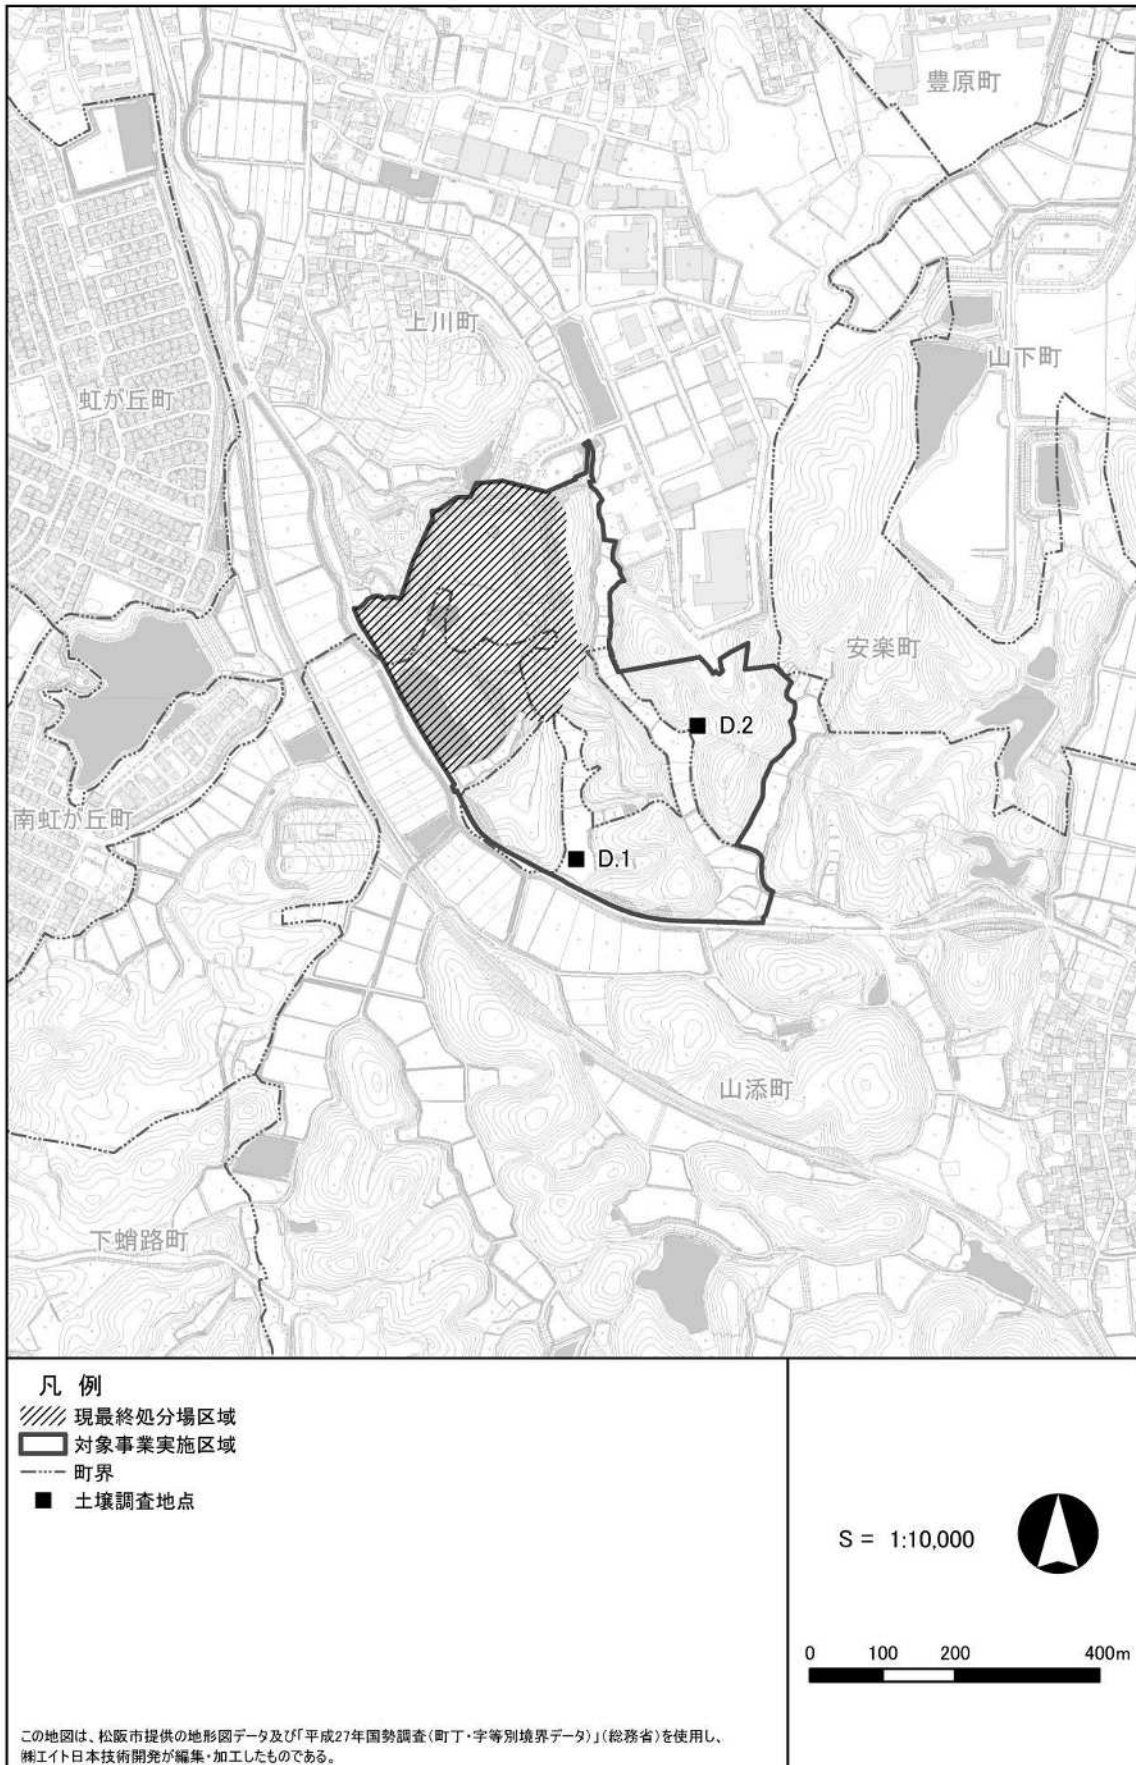 豊原町
上川町
山下町
虹が丘町
安楽町
D.2
南虹が丘町
D.1
山添町
下蛸路町
凡 例
現最終処分場区域
対象事業実施区域
町界
土壌調査地点
S = 1:10,000
0 100 200 400m
この地図は、松阪市提供の地形図データ及び「平成27年国勢調査(町丁・字等別境界データ)」(総務省)を使用し、
㈱エイト日本技術開発が編集・加工したものである。